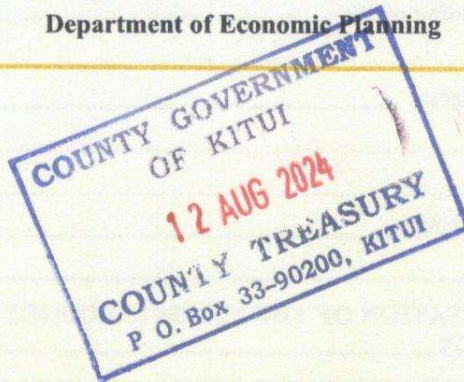 Department of Economic Planning
COUNTY GOVERNMENT
OF KITUI
12 AUG 2024
COUNTY TREASURY
P O. Box 33-90200, KITUI